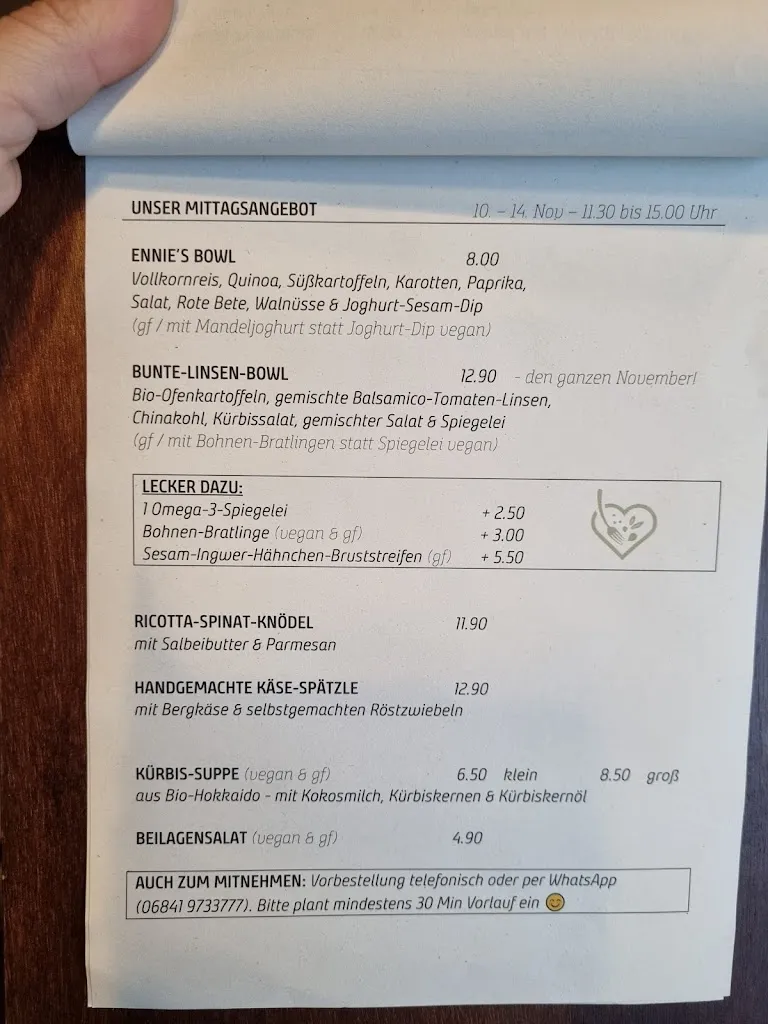 UNSER MITTAGSANGEBOT 10. – 14. Nov – 11.30 bis 15.00 Uhr
ENNIE'S BOWL 8.00
Vollkornreis, Quinoa, Süßkartoffeln, Karotten, Paprika,
Salat, Rote Bete, Walnüsse & Joghurt-Sesam-Dip
(gf / mit Mandeljoghurt statt Joghurt-Dip vegan)
BUNTE-LINSEN-BOWL 12.90 - den ganzen November!
Bio-Ofenkartoffeln, gemischte Balsamico-Tomaten-Linsen,
Chinakohl, Kürbissalat, gemischter Salat & Spiegelei
(gf / mit Bohnen-Bratlingen statt Spiegelei vegan)
LECKER DAZU:
1 Omega-3-Spiegelei + 2.50
Bohnen-Bratlinge (vegan & gf) + 3.00
Sesam-Ingwer-Hähnchen-Bruststreifen (gf) + 5.50
RICOTTA-SPINAT-KNÖDEL 11.90
mit Salbeibutter & Parmesan
HANDGEMACHTE KÄSE-SPÄTZLE 12.90
mit Bergkäse & selbstgemachten Röstzwiebeln
KÜRBIS-SUPPE (vegan & gf) 6.50 klein 8.50 groß
aus Bio-Hokkaido - mit Kokosmilch, Kürbiskernen & Kürbiskernöl
BEILAGENSALAT (vegan & gf) 4.90
AUCH ZUM MITNEHMEN: Vorbestellung telefonisch oder per WhatsApp
(06841 9733777). Bitte plant mindestens 30 Min Vorlauf ein 😊